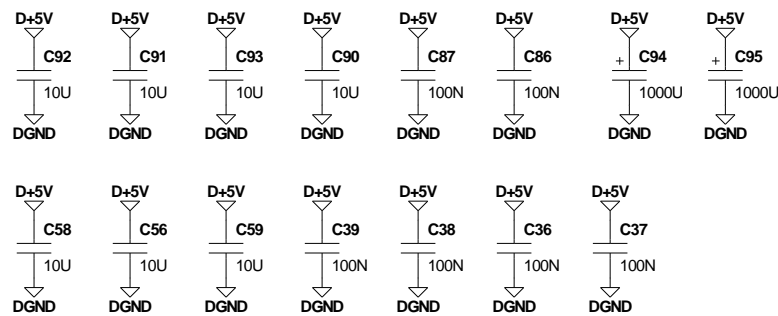 D+5V D+5V D+5V D+5V D+5V D+5V D+5V D+5V
C92 C91 C93 C90 C87 C86 + C94 + C95
10U 10U 10U 10U 100N 100N 1000U 1000U
DGND DGND DGND DGND DGND DGND DGND DGND
D+5V D+5V D+5V D+5V D+5V D+5V D+5V
C58 C56 C59 C39 C38 C36 C37
10U 10U 10U 100N 100N 100N 100N
DGND DGND DGND DGND DGND DGND DGND